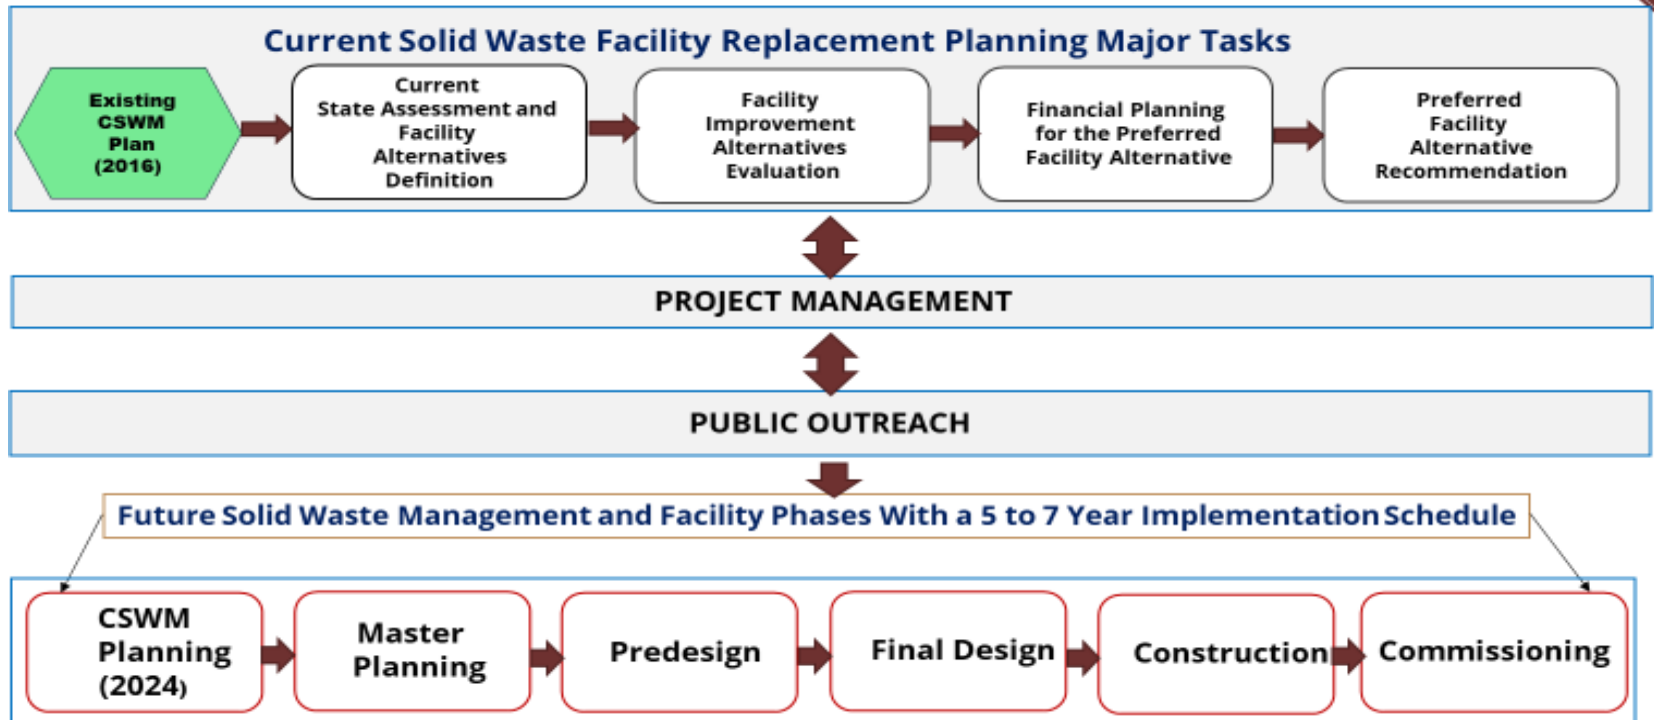 Current Solid Waste Facility Replacement Planning Major Tasks
Existing
CSWM
Plan
(2016)
Current
State Assessment and
Facility
Alternatives
Definition
Facility
Improvement
Alternatives
Evaluation
Financial Planning
for the Preferred
Facility Alternative
Preferred
Facility
Alternative
Recommendation
PROJECT MANAGEMENT
PUBLIC OUTREACH
Future Solid Waste Management and Facility Phases With a 5 to 7 Year Implementation Schedule
CSWM
Planning
(2024)
Master
Planning
Predesign
Final Design
Construction
Commissioning